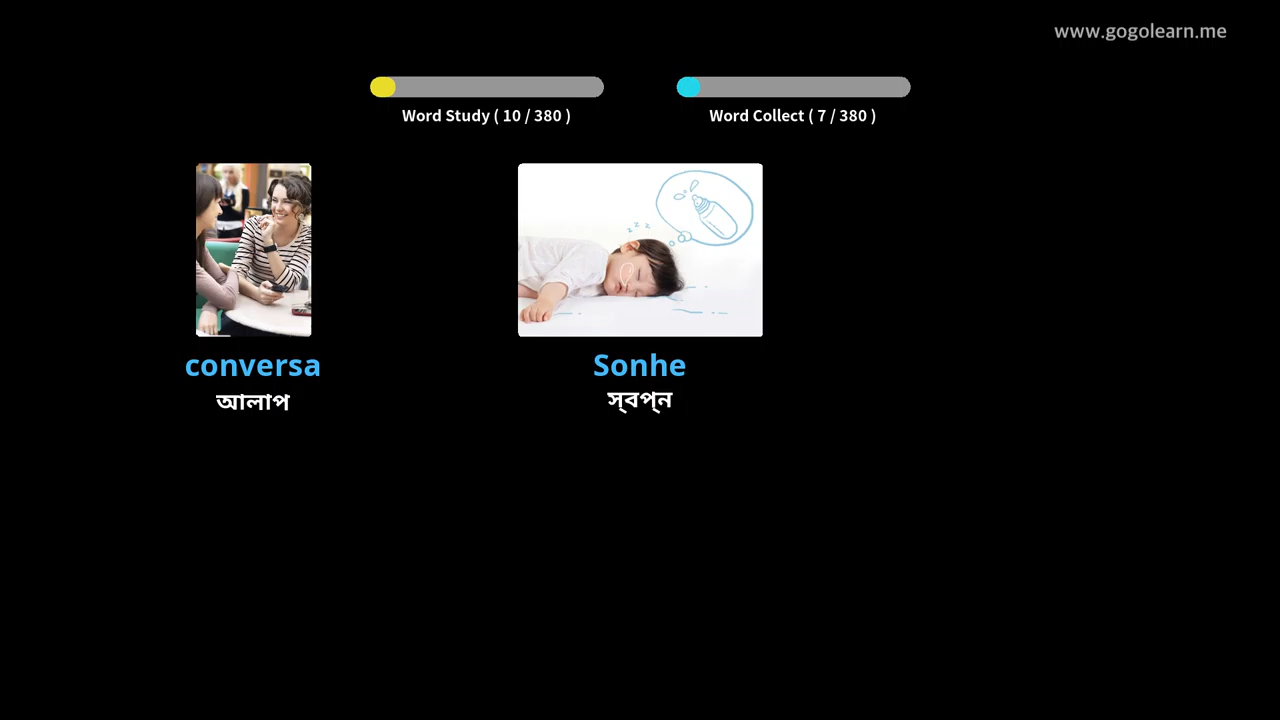 www.gogolearn.me
Word Study ( 10 / 380 )
Word Collect ( 7 / 380 )
conversa
আলাপ
Sonhe
স্‌বপ্‌ন
z z z